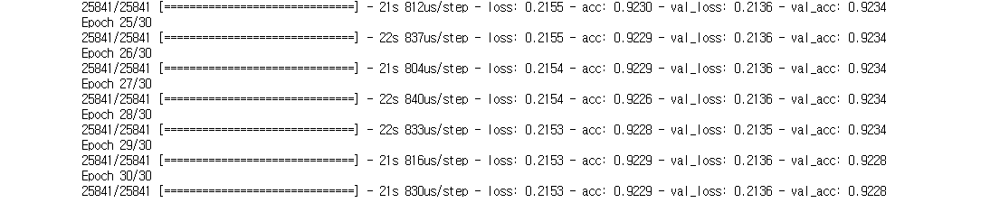 25841/25841 [==============================] - 21s 812us/step - loss: 0.2155 - acc: 0.9230 - val_loss: 0.2136 - val_acc: 0.9234
Epoch 25/30
25841/25841 [==============================] - 22s 837us/step - loss: 0.2155 - acc: 0.9229 - val_loss: 0.2136 - val_acc: 0.9234
Epoch 26/30
25841/25841 [==============================] - 21s 804us/step - loss: 0.2154 - acc: 0.9229 - val_loss: 0.2136 - val_acc: 0.9234
Epoch 27/30
25841/25841 [==============================] - 22s 840us/step - loss: 0.2154 - acc: 0.9226 - val_loss: 0.2136 - val_acc: 0.9234
Epoch 28/30
25841/25841 [==============================] - 22s 833us/step - loss: 0.2153 - acc: 0.9228 - val_loss: 0.2135 - val_acc: 0.9234
Epoch 29/30
25841/25841 [==============================] - 21s 816us/step - loss: 0.2153 - acc: 0.9229 - val_loss: 0.2136 - val_acc: 0.9228
Epoch 30/30
25841/25841 [==============================] - 21s 830us/step - loss: 0.2153 - acc: 0.9229 - val_loss: 0.2136 - val_acc: 0.9228